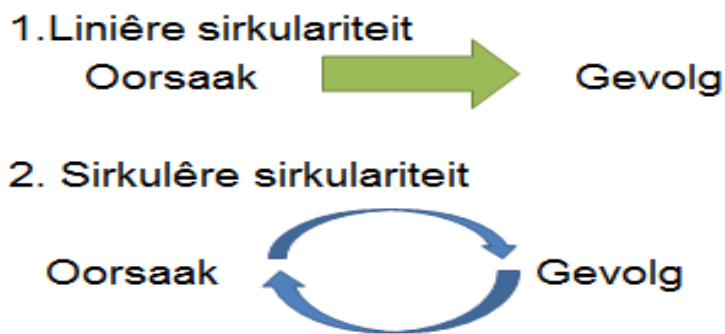 1.Liniêre sirkulariteit
Oorsaak Gevolg
2. Sirkulêre sirkulariteit
Oorsaak Gevolg